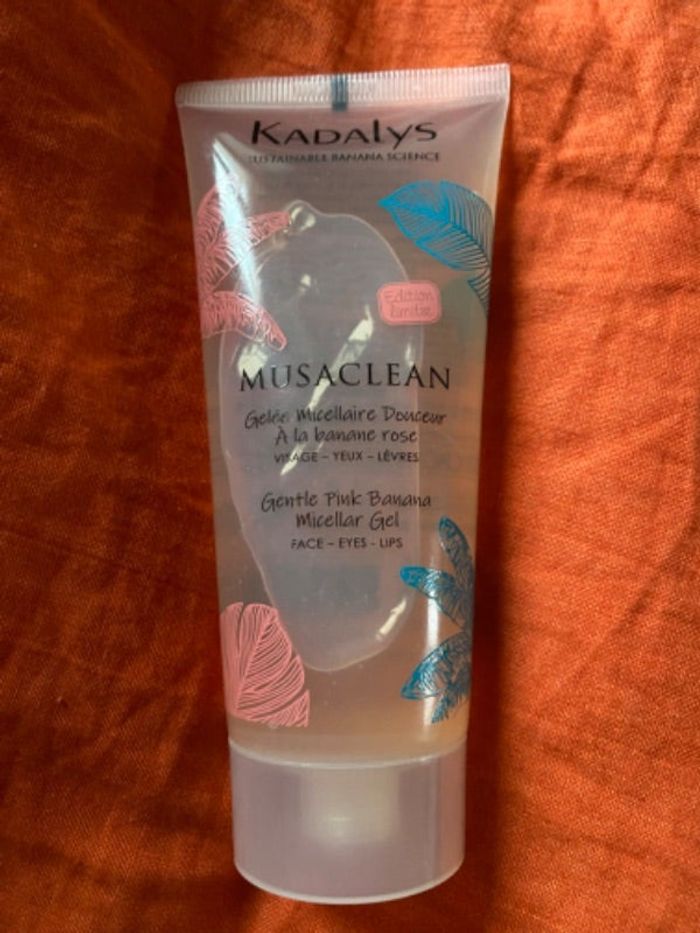 KADALYS
SUSTAINABLE BANANA SCIENCE
Edition
limitée
MUSACLEAN
Gelée Micellaire Douceur
À la banane rose
VISAGE – YEUX – LÈVRES
Gentle Pink Banana
Micellar Gel
FACE – EYES - LIPS